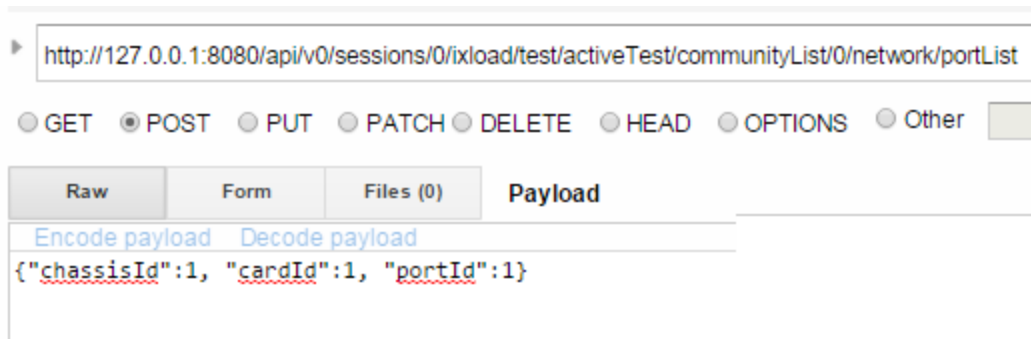 http://127.0.0.1:8080/api/v0/sessions/0/ixload/test/activeTest/communityList/0/network/portList
GET POST PUT PATCH DELETE HEAD OPTIONS Other
Raw Form Files (0) Payload
Encode payload Decode payload
{"chassisId":1, "cardId":1, "portId":1}